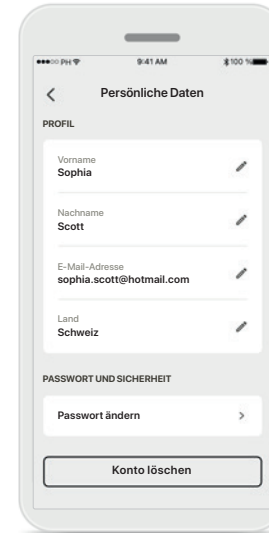 ●●●○○ PH 9:41 AM 100 %
Persönliche Daten
PROFIL
Vorname
Sophia
Nachname
Scott
E-Mail-Adresse
sophia.scott@hotmail.com
Land
Schweiz
PASSWORT UND SICHERHEIT
Passwort ändern
Konto löschen